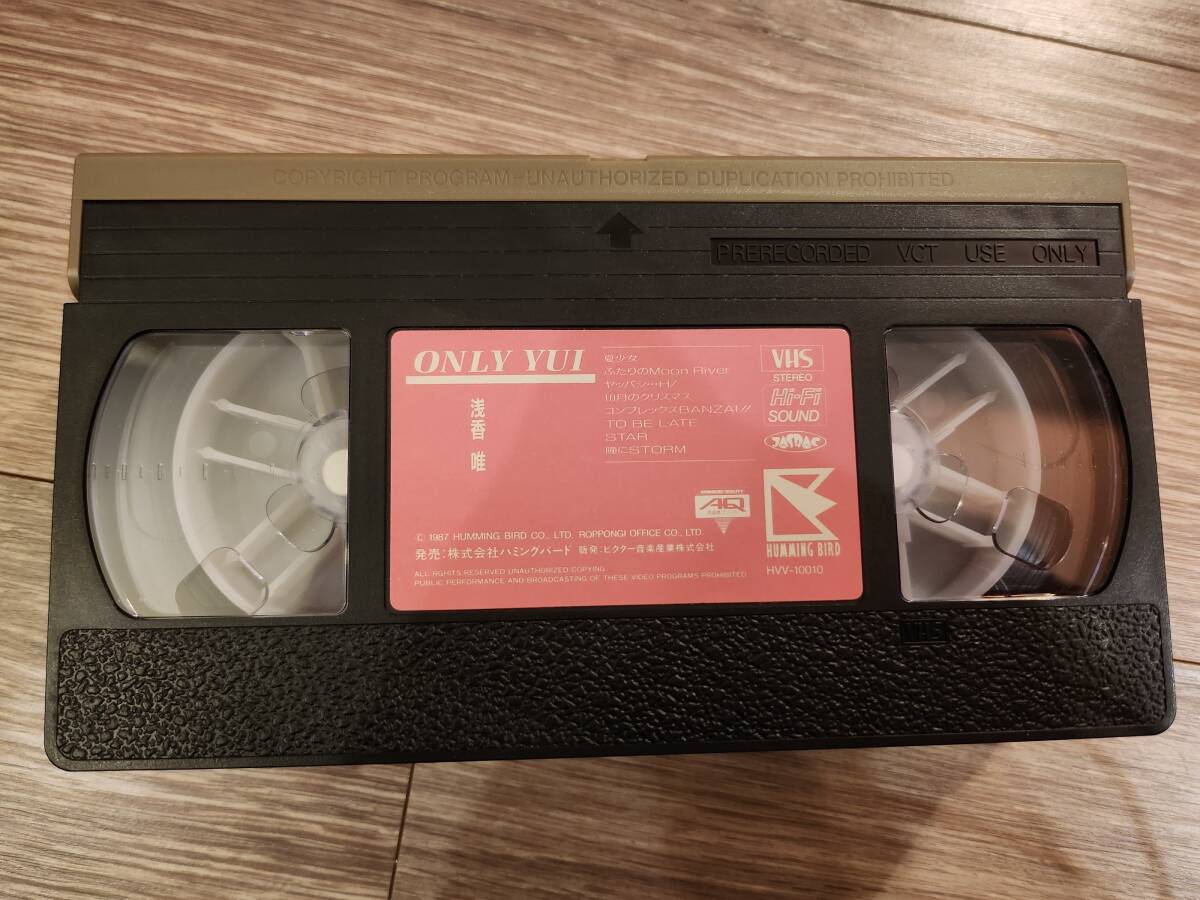 COPYRIGHT PROGRAM-UNAUTHORIZED DUPLICATION PROHIBITED
PRERECORDED VCT USE ONLY
ONLY YUI
浅香 唯
夏少女
ふたりのMoon River
ヤッパシ…H!
10月のクリスマス
コンプレックスBANZAI!!
TO BE LATE
STAR
瞳にSTORM
VHS
STEREO
Hi-Fi
SOUND
JASRAC
AQ
HUMMING BIRD
HVV-10010
C 1987 HUMMING BIRD CO., LTD. ROPPONGI OFFICE CO., LTD.
発売:株式会社ハミングバード 販発:ビクター音楽産業株式会社
ALL RIGHTS RESERVED UNAUTHORIZED COPYING.
PUBLIC PERFORMANCE AND BROADCASTING OF THESE VIDEO PROGRAMS PROHIBITED
VHS